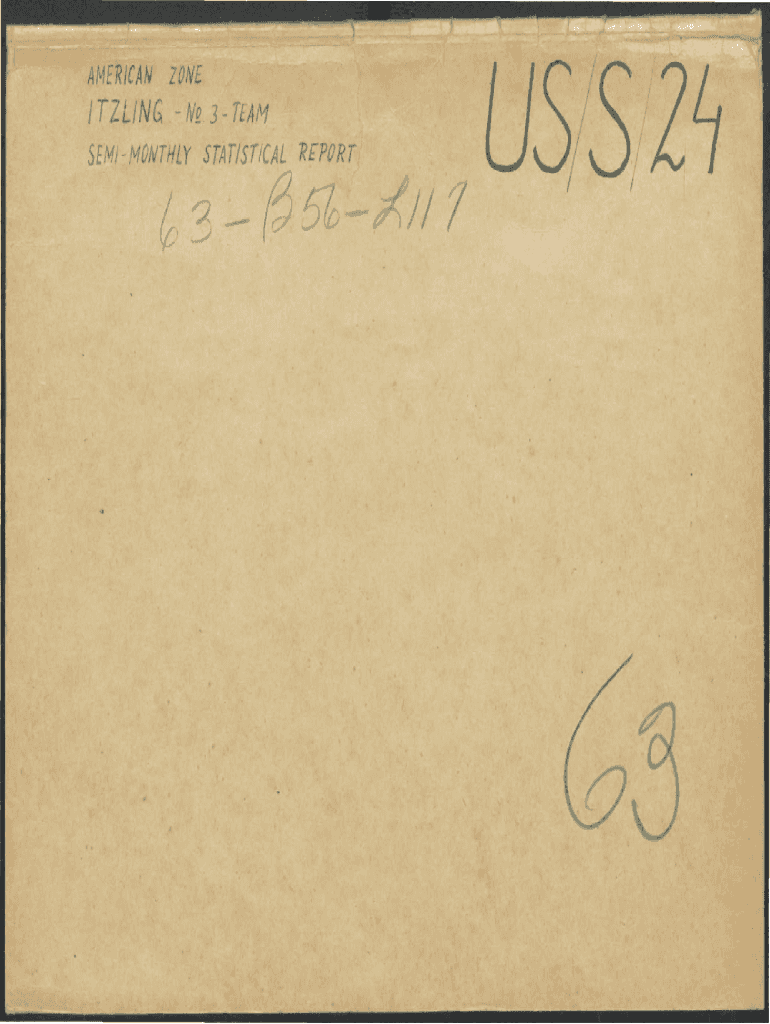 AMERICAN ZONE
ITZLING - № 3 - TEAM
SEMI-MONTHLY STATISTICAL REPORT
US/S/24
63-B56-L117
63